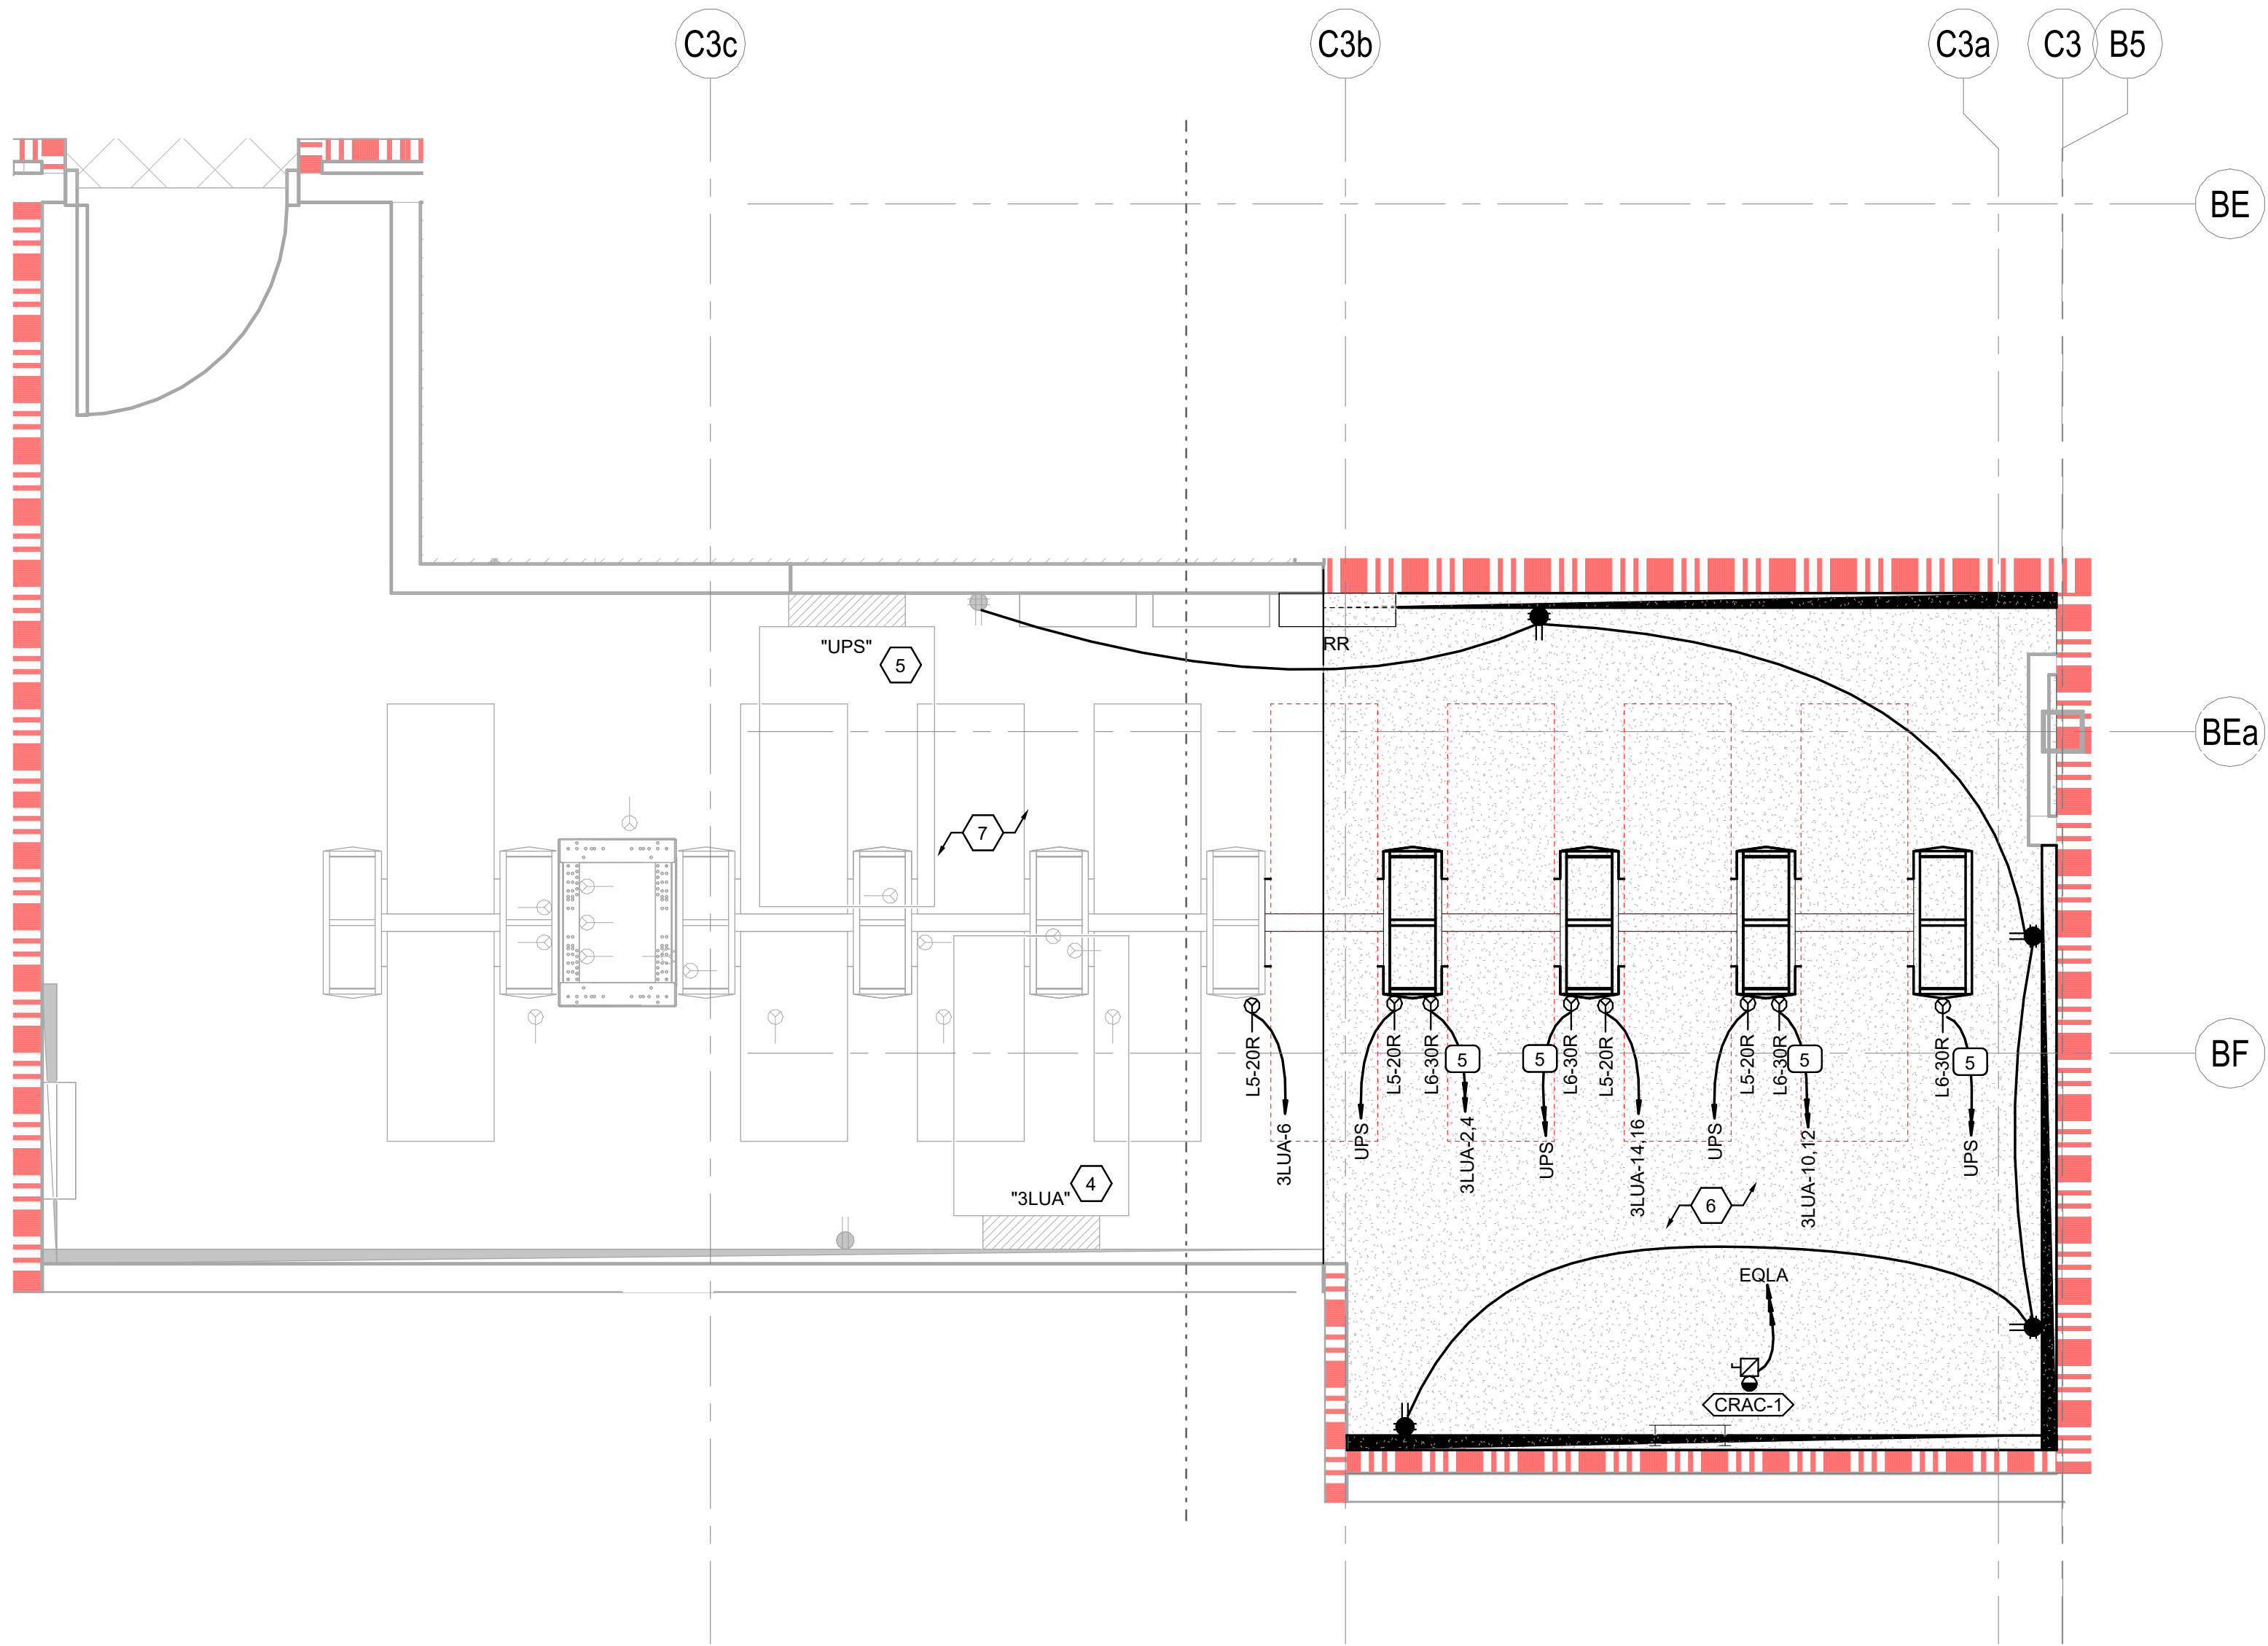 C3c
C3b
C3a
C3
B5
BE
"UPS"
5
RR
BEa
7
L5-20R
L5-20R
L6-30R
5
5
L6-30R
L5-20R
L5-20R
L6-30R
5
L6-30R
5
BF
3LUA-6
UPS
3LUA-2,4
UPS
3LUA-14,16
UPS
3LUA-10,12
UPS
4
"3LUA"
6
EQLA
CRAC-1